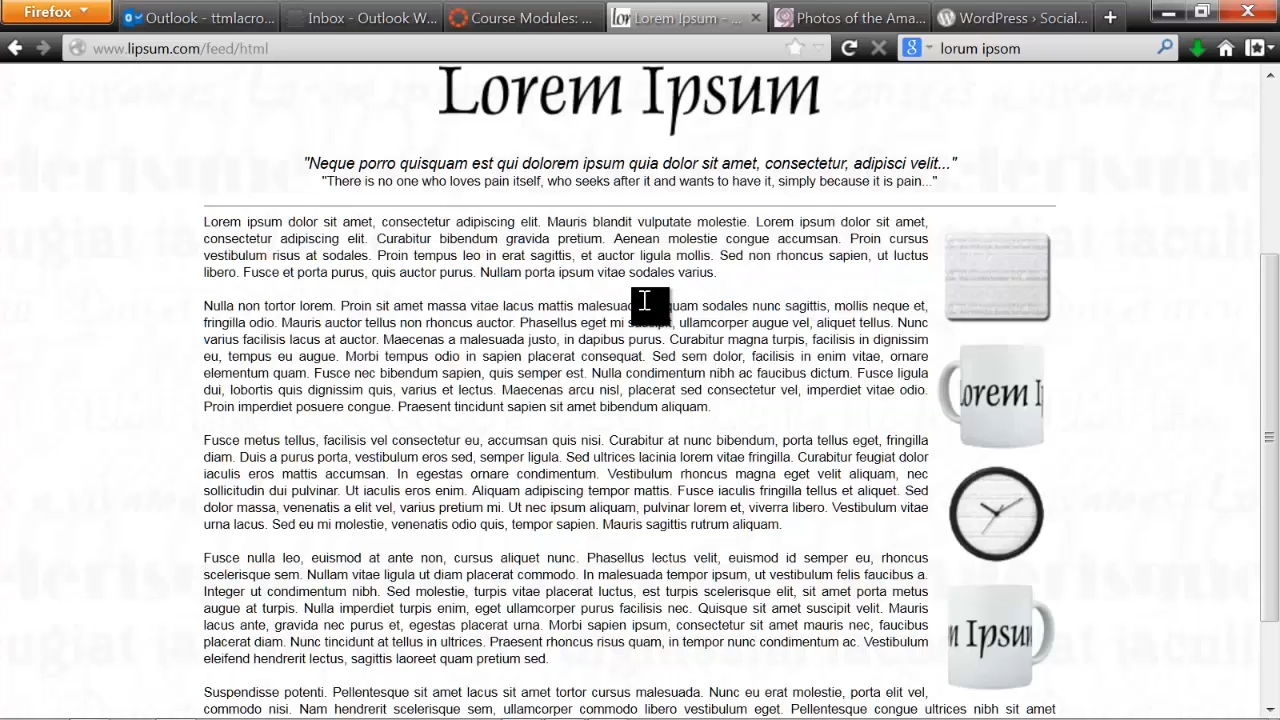 Firefox
Outlook - ttmlacro...
Inbox - Outlook W...
Course Modules: ...
Lorem Ipsum - ...
Photos of the Ama...
WordPress › Social...
www.lipsum.com/feed/html
lorum ipsom
Lorem Ipsum
"Neque porro quisquam est qui dolorem ipsum quia dolor sit amet, consectetur, adipisci velit..."
"There is no one who loves pain itself, who seeks after it and wants to have it, simply because it is pain..."
Lorem ipsum dolor sit amet, consectetur adipiscing elit. Mauris blandit vulputate molestie. Lorem ipsum dolor sit amet,
consectetur adipiscing elit. Curabitur bibendum gravida pretium. Aenean molestie congue accumsan. Proin cursus
vestibulum risus at sodales. Proin tempus leo in erat sagittis, et auctor ligula mollis. Sed non rhoncus sapien, ut luctus
libero. Fusce et porta purus, quis auctor purus. Nullam porta ipsum vitae sodales varius.
Nulla non tortor lorem. Proin sit amet massa vitae lacus mattis sodales nunc sagittis, mollis neque et,
fringilla odio. Mauris auctor tellus non rhoncus auctor. Phasellus eget mi ullamcorper augue vel, aliquet tellus. Nunc
varius facilisis lacus at auctor. Maecenas a malesuada justo, in dapibus purus. Curabitur magna turpis, facilisis in dignissim
eu, tempus eu augue. Morbi tempus odio in sapien placerat consequat. Sed sem dolor, facilisis in enim vitae, ornare
elementum quam. Fusce nec bibendum sapien, quis semper est. Nulla condimentum nibh ac faucibus dictum. Fusce ligula
dui, lobortis quis dignissim quis, varius et lectus. Maecenas arcu nisl, placerat sed consectetur vel, imperdiet vitae odio.
Proin imperdiet posuere congue. Praesent tincidunt sapien sit amet bibendum aliquam.
Fusce metus tellus, facilisis vel consectetur eu, accumsan quis nisi. Curabitur at nunc bibendum, porta tellus eget, fringilla
diam. Duis a purus porta, vestibulum eros sed, semper ligula. Sed ultrices lacinia lorem vitae fringilla. Curabitur feugiat dolor
iaculis eros mattis accumsan. In egestas ornare condimentum. Vestibulum rhoncus magna eget velit aliquam, nec
sollicitudin dui pulvinar. Ut iaculis eros enim. Aliquam adipiscing tempor mattis. Fusce iaculis fringilla tellus et aliquet. Sed
dolor massa, venenatis a elit vel, varius pretium mi. Ut nec ipsum aliquam, pulvinar lorem et, viverra libero. Vestibulum vitae
urna lacus. Sed eu mi molestie, venenatis odio quis, tempor sapien. Mauris sagittis rutrum aliquam.
Fusce nulla leo, euismod at ante non, cursus aliquet nunc. Phasellus lectus velit, euismod id semper eu, rhoncus
scelerisque sem. Nullam vitae ligula ut diam placerat commodo. In malesuada tempor ipsum, ut vestibulum felis faucibus a.
Integer ut condimentum nibh. Sed molestie, turpis vitae placerat luctus, est turpis scelerisque elit, sit amet porta metus
augue at turpis. Nulla imperdiet turpis enim, eget ullamcorper purus facilisis nec. Quisque sit amet suscipit velit. Mauris
lacus ante, gravida nec purus et, egestas placerat urna. Morbi sapien ipsum, consectetur sit amet mauris nec, faucibus
placerat diam. Nunc tincidunt at tellus in ultrices. Praesent rhoncus risus quam, in tempor nunc condimentum ac. Vestibulum
eleifend hendrerit lectus, sagittis laoreet quam pretium sed.
Suspendisse potenti. Pellentesque sit amet lacus sit amet tortor cursus malesuada. Nunc eu erat molestie, porta elit vel,
commodo nisi. Nam hendrerit scelerisque sem, ullamcorper commodo libero vestibulum eget. Pellentesque congue ultrices nibh sit amet
Lorem I
m Ipsum